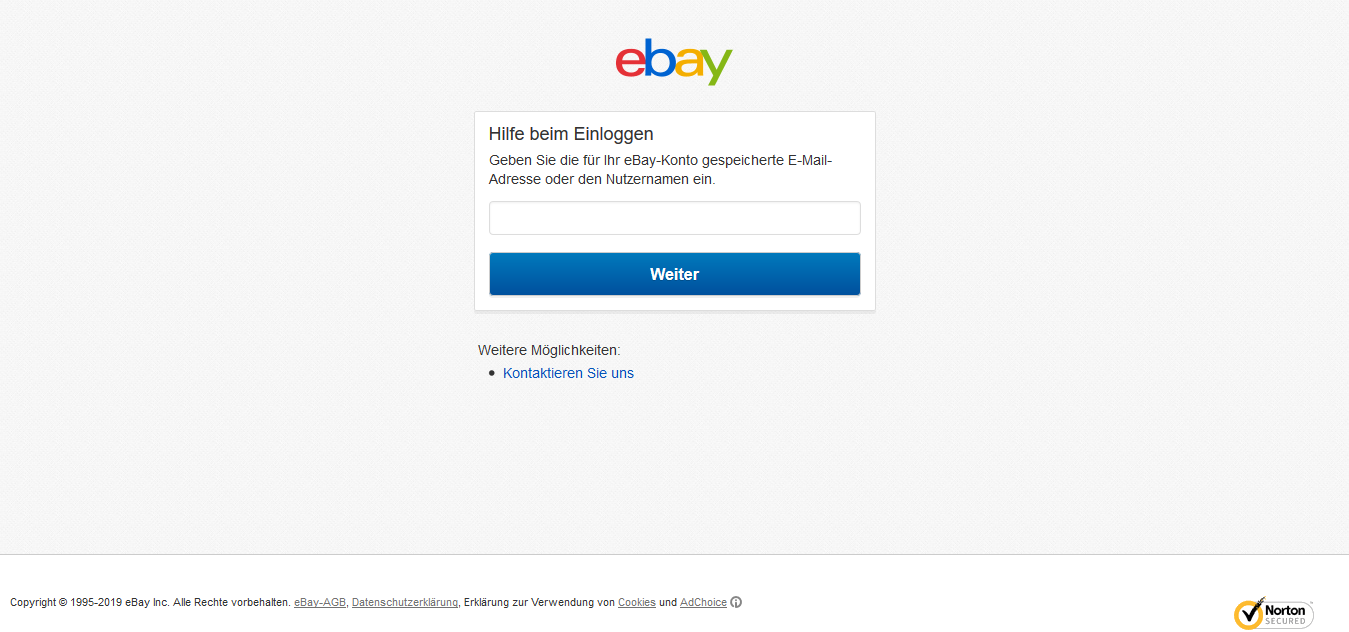 ebay
Hilfe beim Einloggen
Geben Sie die für Ihr eBay-Konto gespeicherte E-Mail-
Adresse oder den Nutzernamen ein.
Weiter
Weitere Möglichkeiten:
• Kontaktieren Sie uns
Copyright © 1995-2019 eBay Inc. Alle Rechte vorbehalten. eBay-AGB, Datenschutzerklärung, Erklärung zur Verwendung von Cookies und AdChoice
Norton
SECURED